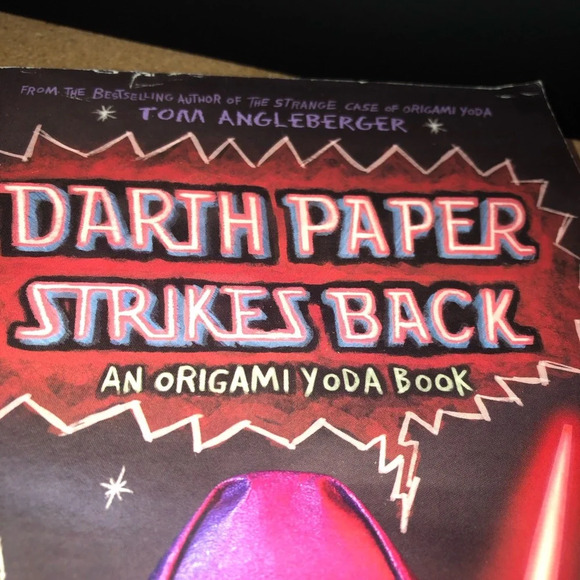 FROM THE BESTSELLING AUTHOR OF THE STRANGE CASE OF ORIGAMI YODA
TOM ANGLEBERGER
DARTH PAPER
STRIKES BACK
AN ORIGAMI YODA BOOK